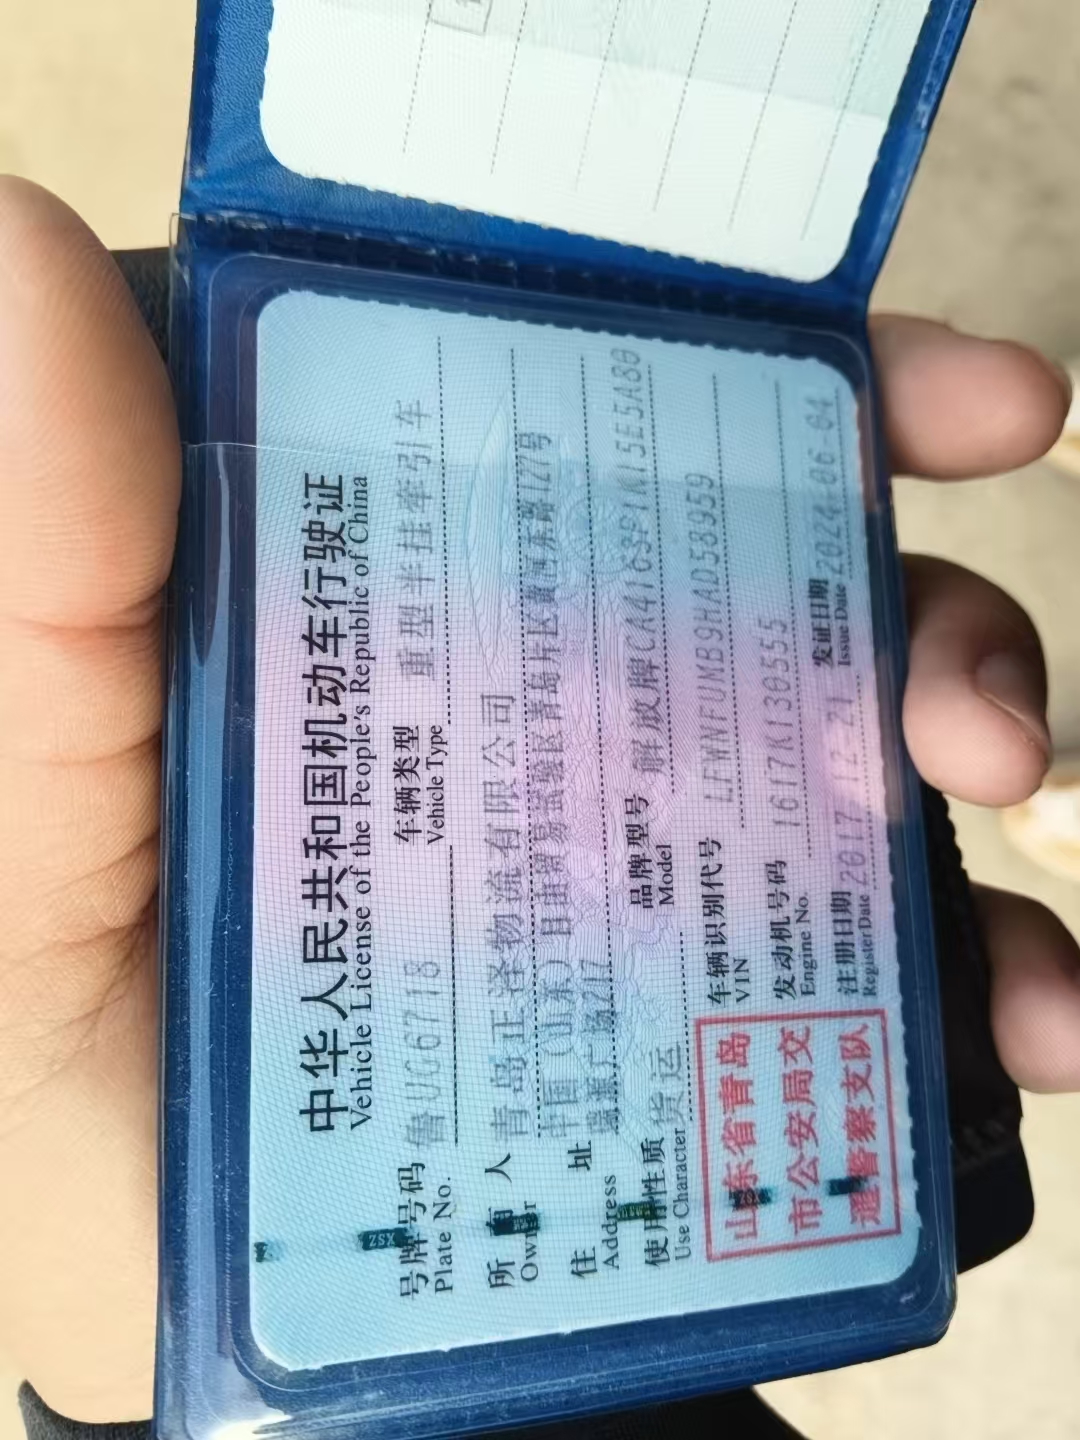 中华人民共和国机动车行驶证
Vehicle License of the People's Republic of China
号牌号码 鲁UG6718 车辆类型 重型半挂牵引车
Plate No. Vehicle Type
所有人 青岛正泽物流有限公司
Owner
住址 中国(山东)自由贸易试验区青岛片区黄国东路127号
Address 瑞源广场217
使用性质 货运 品牌型号 解放牌CA4163P1N15E5A80
Use Character Model
山东省青岛
市公安局交
通警察支队
车辆识别代号 LFWNFUMB9HAD58959
VIN
发动机号码 1617K130555
Engine No.
注册日期 2017-12-21 发证日期 2024-06-04
Register Date Issue Date